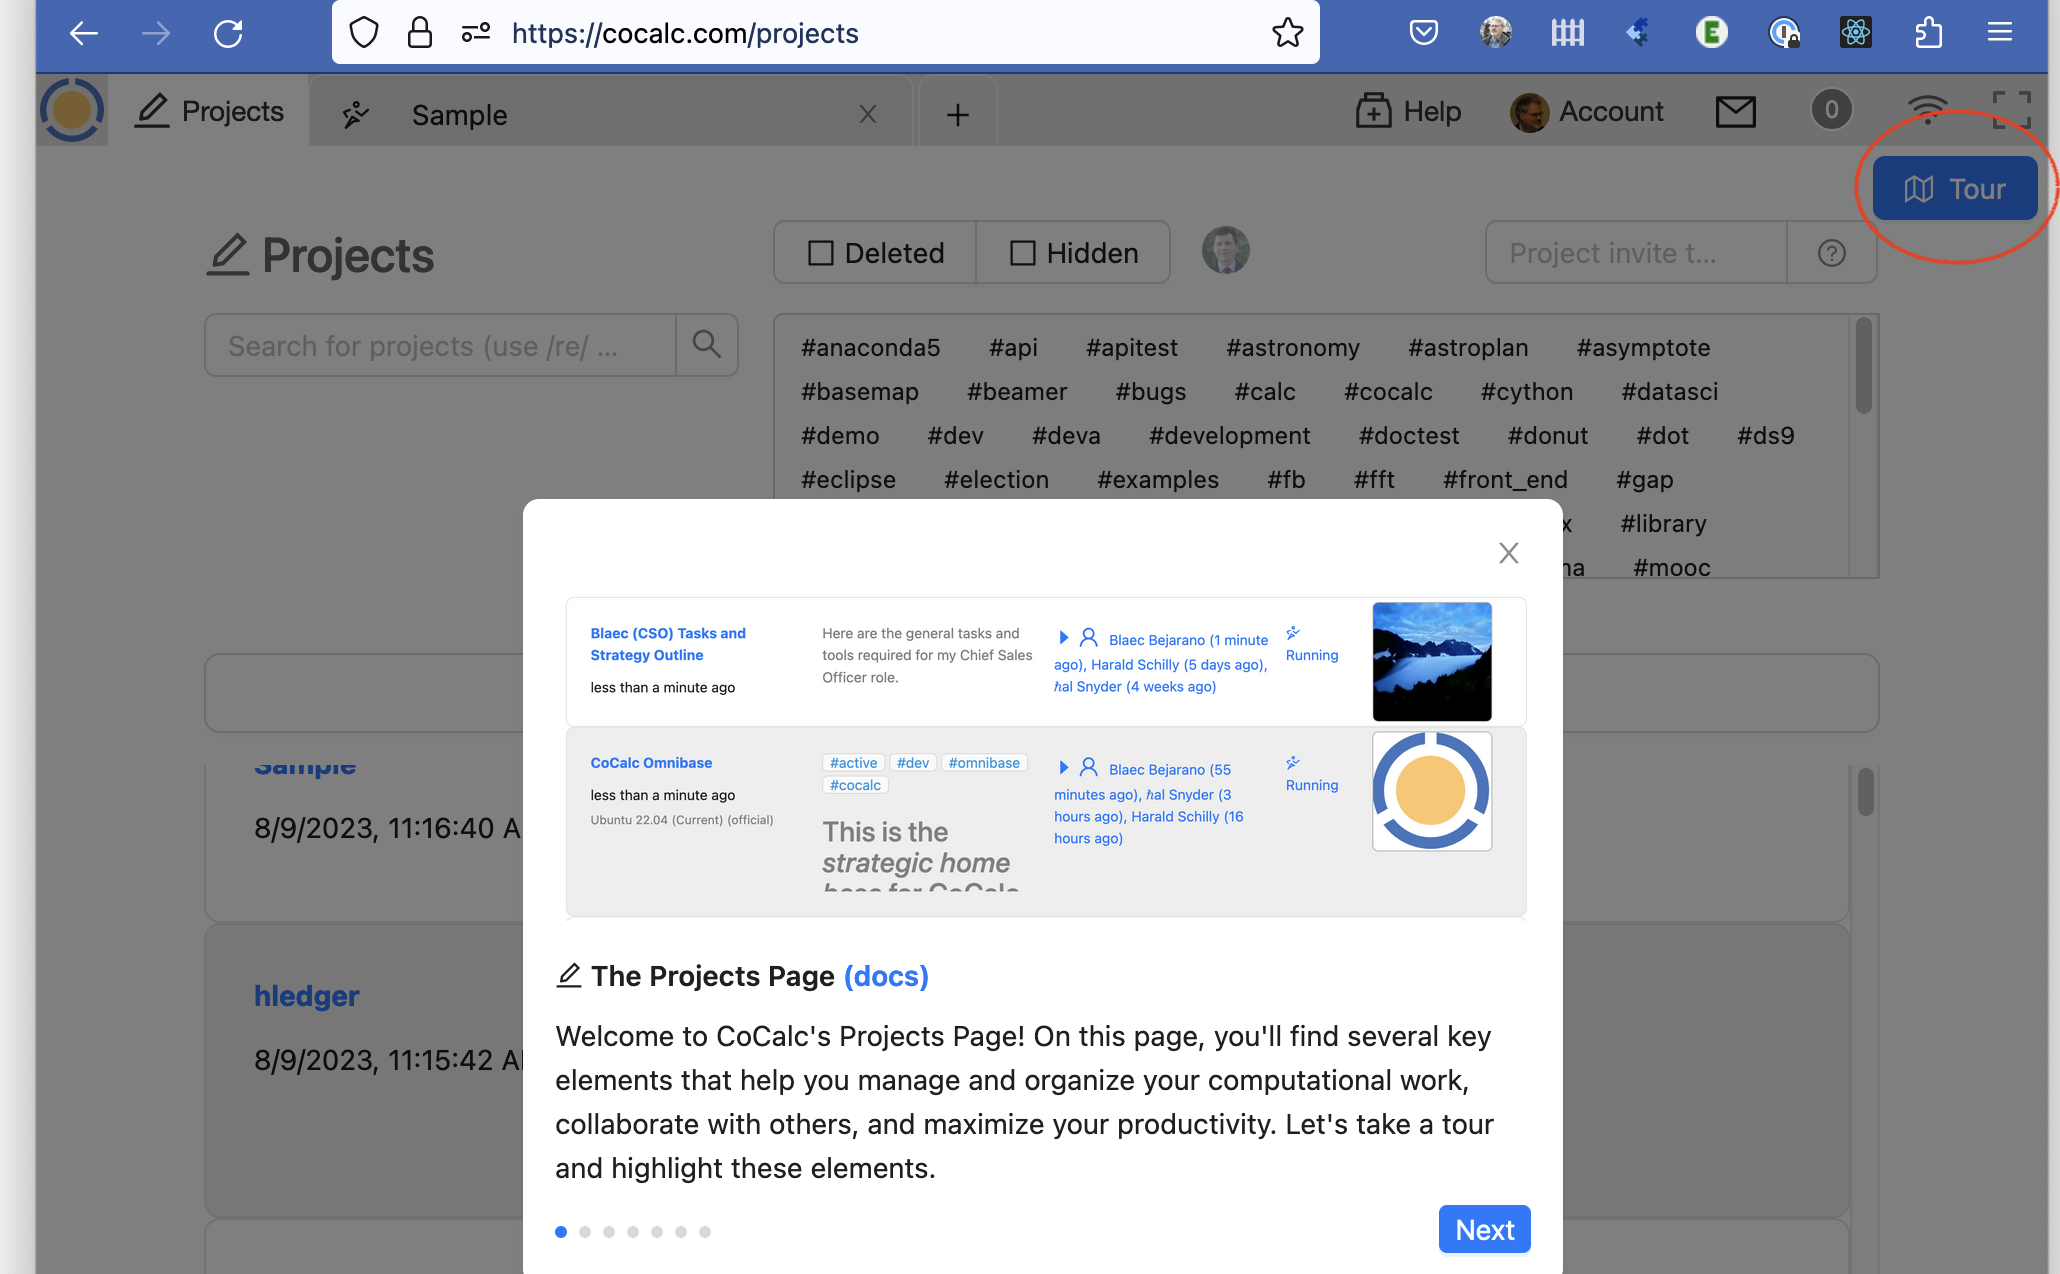 https://cocalc.com/projects
Projects
Sample
Help
Account
0
Tour
Projects
Deleted
Hidden
Project invite t...
Search for projects (use /re/ ...
#anaconda5 #api #apitest #astronomy #astroplan #asymptote
#basemap #beamer #bugs #calc #cocalc #cython #datasci
#demo #dev #deva #development #doctest #donut #dot #ds9
#eclipse #election #examples #fb #fft #front_end #gap
#library
#mooc
Blaec (CSO) Tasks and
Strategy Outline
less than a minute ago
Here are the general tasks and
tools required for my Chief Sales
Officer role.
Blaec Bejarano (1 minute
ago), Harald Schilly (5 days ago),
ℏal Snyder (4 weeks ago)
Running
CoCalc Omnibase
less than a minute ago
Ubuntu 22.04 (Current) (official)
#active #dev #omnibase
#cocalc
This is the
strategic home
base for CoCalc
Blaec Bejarano (55
minutes ago), ℏal Snyder (3
hours ago), Harald Schilly (16
hours ago)
Running
Sample
8/9/2023, 11:16:40 A
hledger
8/9/2023, 11:15:42 A
The Projects Page (docs)
Welcome to CoCalc's Projects Page! On this page, you'll find several key
elements that help you manage and organize your computational work,
collaborate with others, and maximize your productivity. Let's take a tour
and highlight these elements.
Next